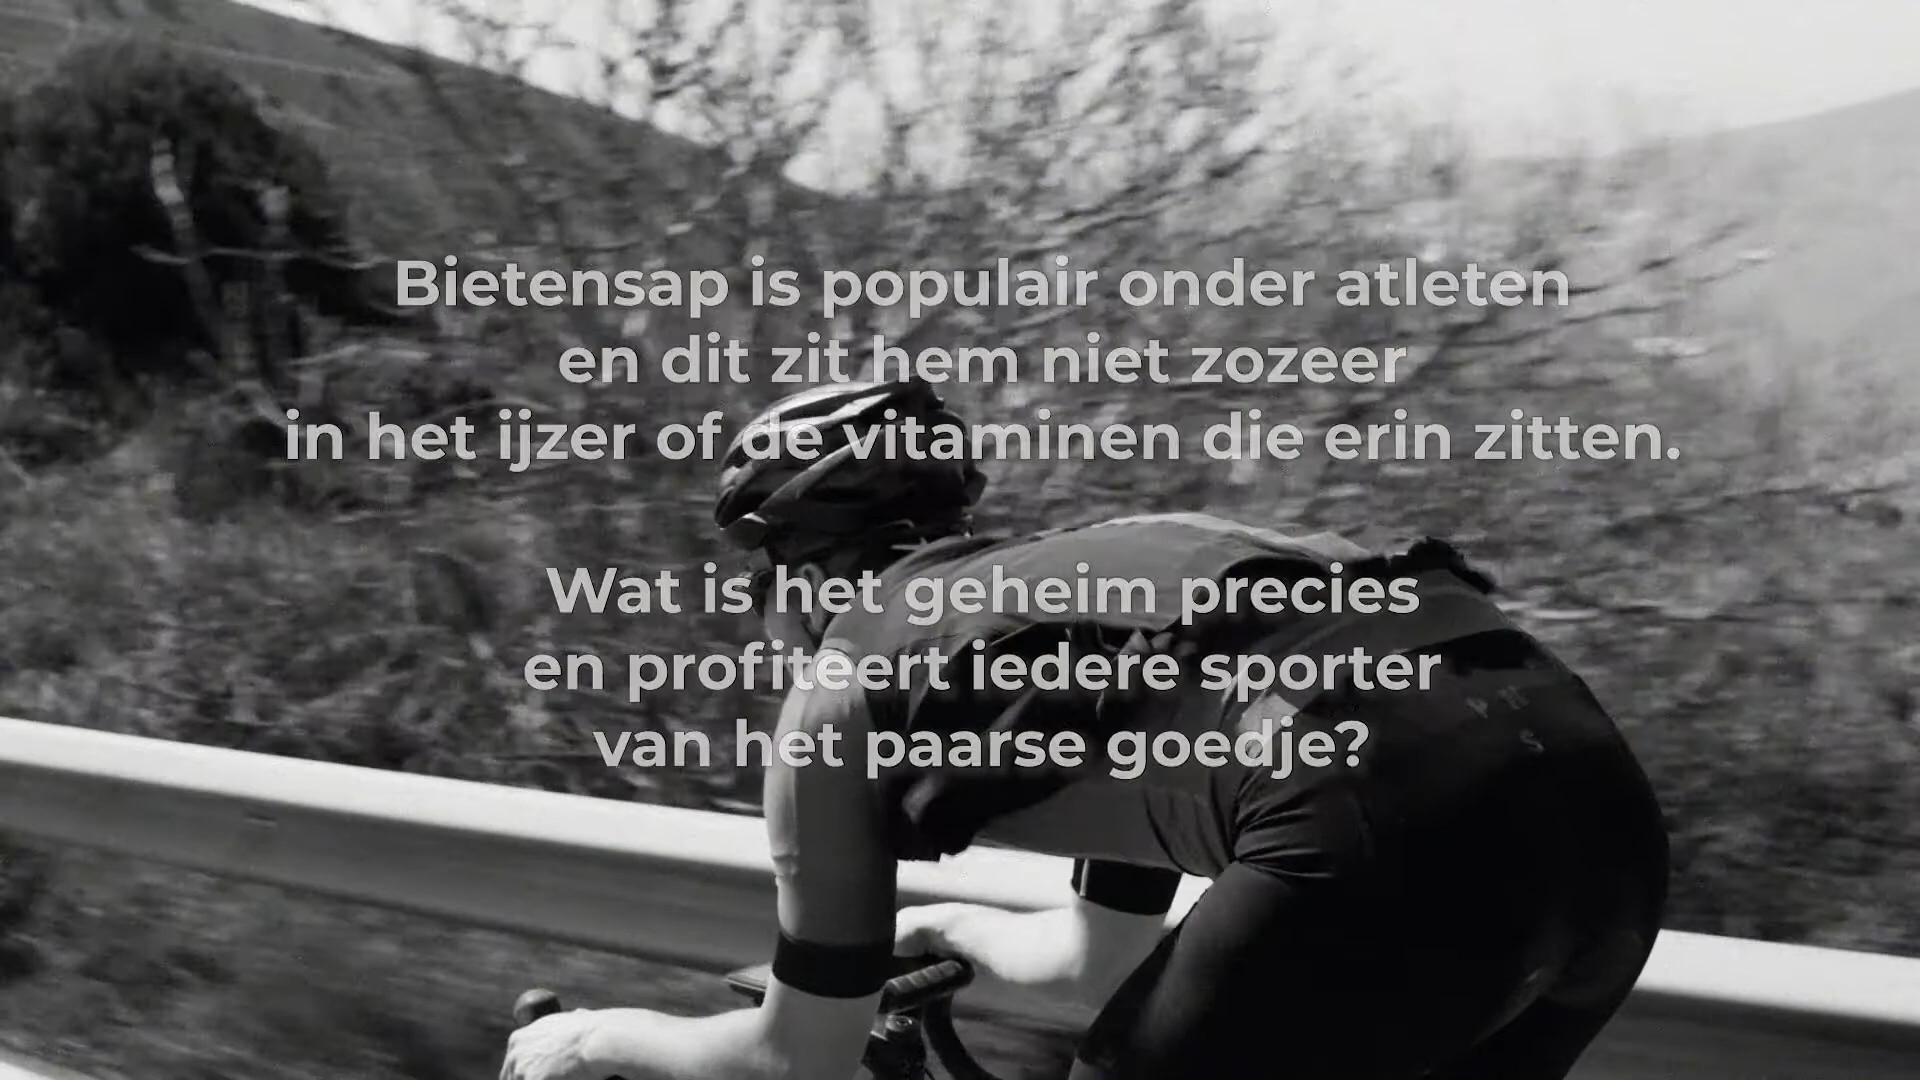 Bietensap is populair onder atleten
en dit zit hem niet zozeer
in het ijzer of de vitaminen die erin zitten.
Wat is het geheim precies
en profiteert iedere sporter
van het paarse goedje?